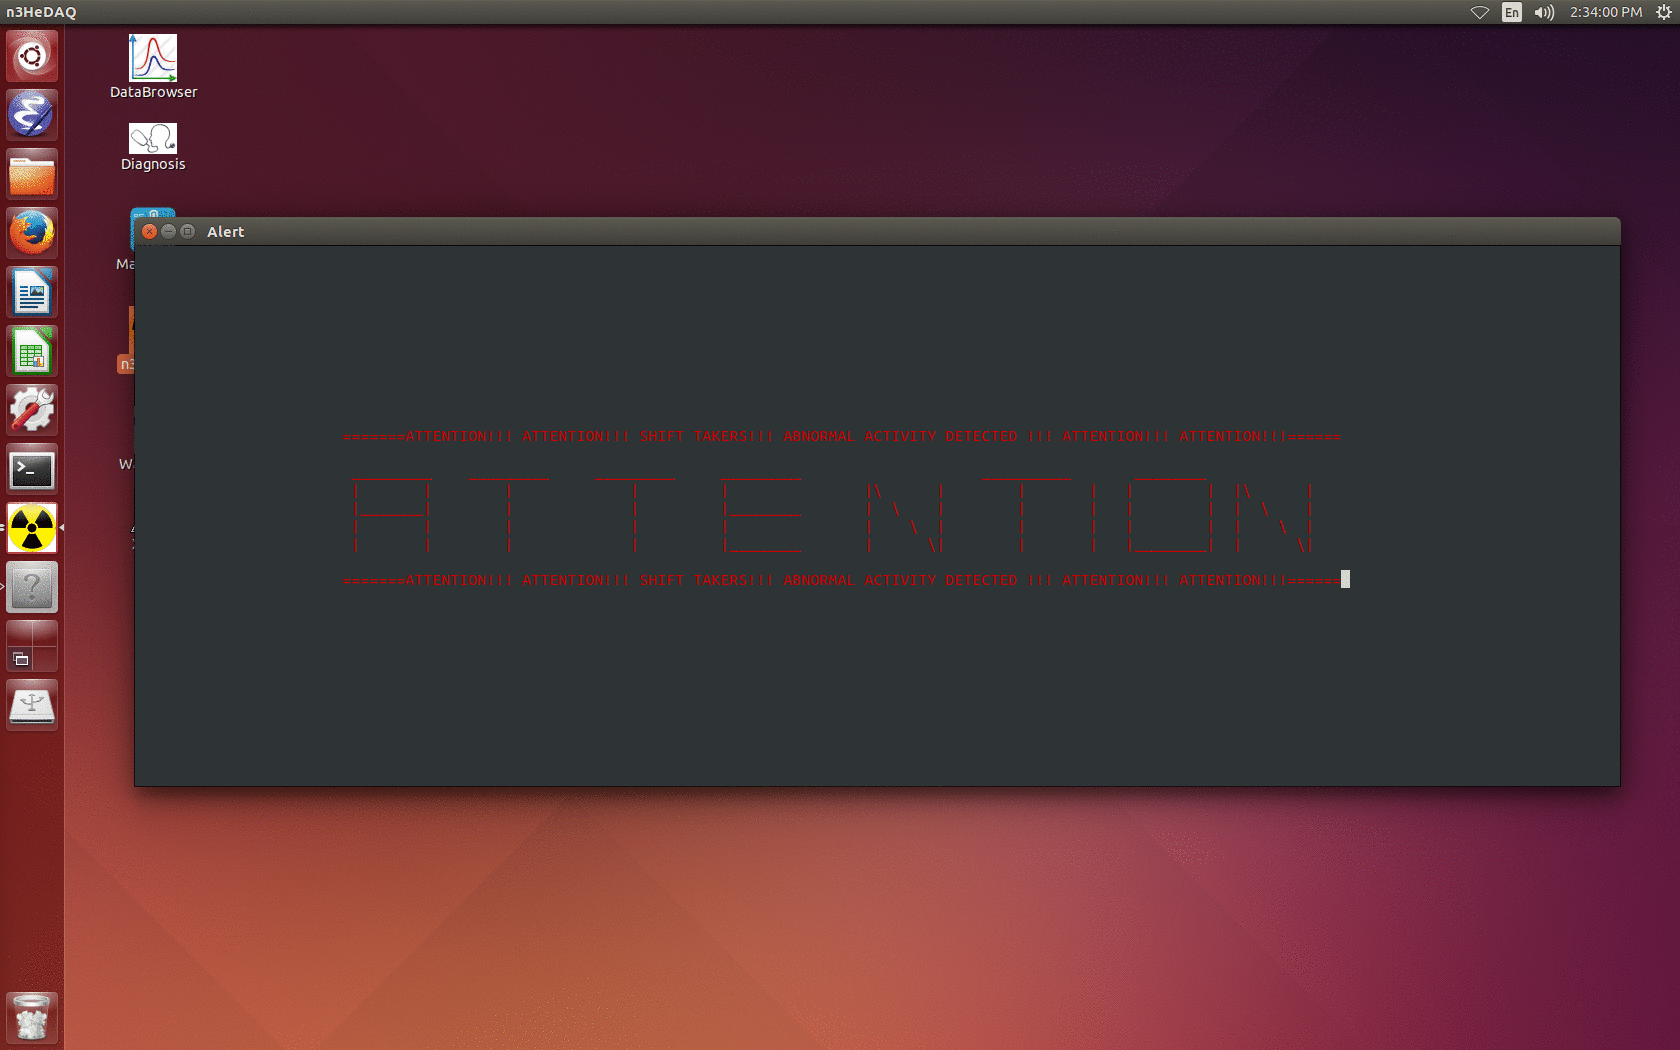 n3HeDAQ
En
2:34:00 PM
DataBrowser
Diagnosis
Alert
Ma
n3
=======ATTENTION!!! ATTENTION!!! SHIFT TAKERS!!! ABNORMAL ACTIVITY DETECTED !!! ATTENTION!!! ATTENTION!!!======
ATTENTION
W
=======ATTENTION!!! ATTENTION!!! SHIFT TAKERS!!! ABNORMAL ACTIVITY DETECTED !!! ATTENTION!!! ATTENTION!!!======